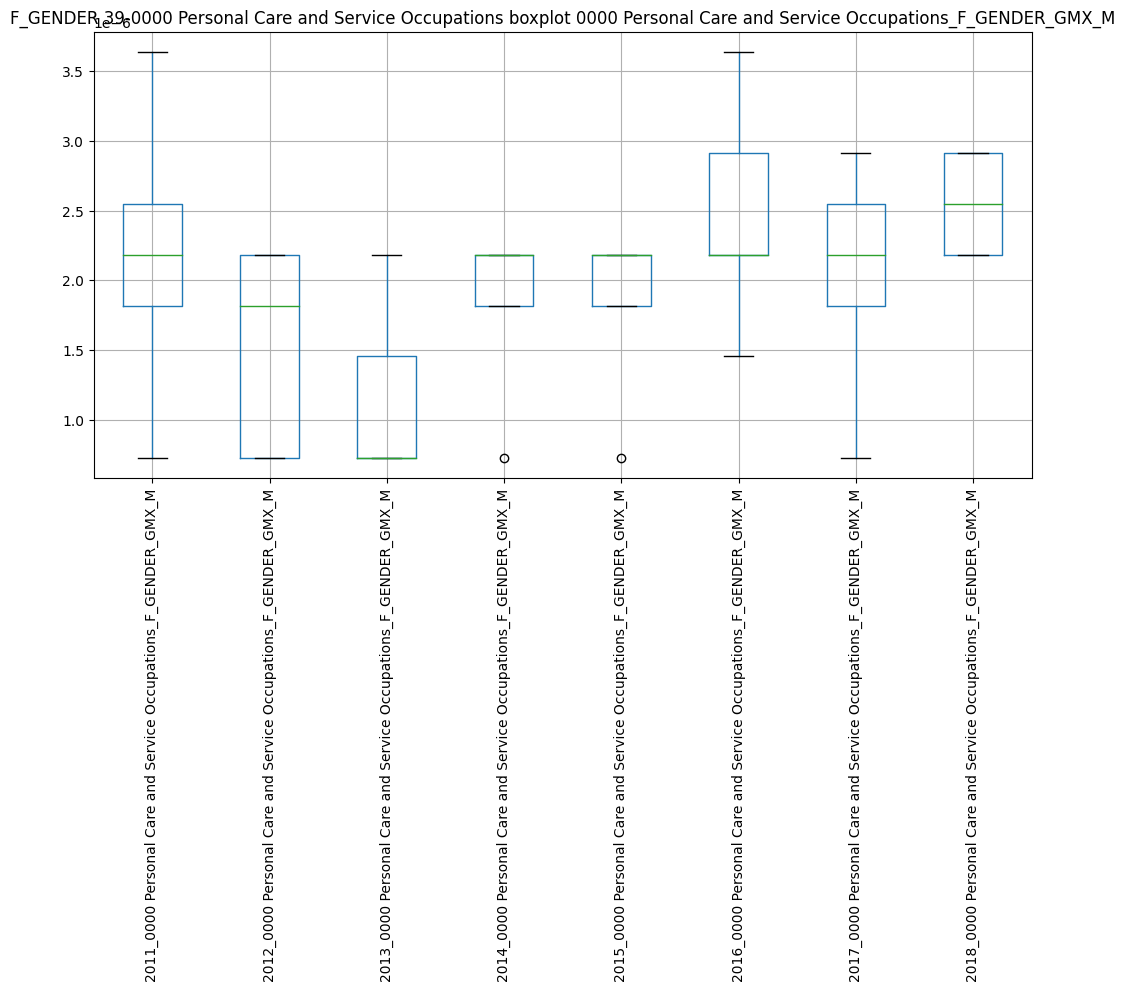 F_GENDER 39-0000 Personal Care and Service Occupations boxplot 0000 Personal Care and Service Occupations_F_GENDER_GMX_M
1e−6
3.5
3.0
2.5
2.0
1.5
1.0
2011_0000 Personal Care and Service Occupations_F_GENDER_GMX_M
2012_0000 Personal Care and Service Occupations_F_GENDER_GMX_M
2013_0000 Personal Care and Service Occupations_F_GENDER_GMX_M
2014_0000 Personal Care and Service Occupations_F_GENDER_GMX_M
2015_0000 Personal Care and Service Occupations_F_GENDER_GMX_M
2016_0000 Personal Care and Service Occupations_F_GENDER_GMX_M
2017_0000 Personal Care and Service Occupations_F_GENDER_GMX_M
2018_0000 Personal Care and Service Occupations_F_GENDER_GMX_M